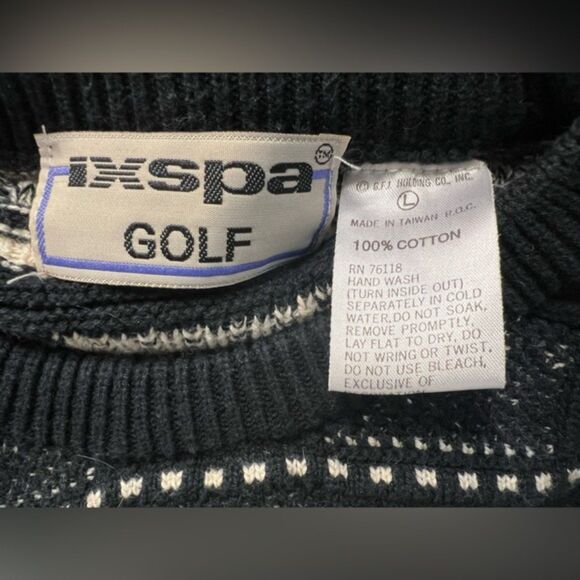 ixspa
GOLF
© G.F.I. HOLDING CO., INC.
L
MADE IN TAIWAN R.O.C.
100% COTTON
RN 76118
HAND WASH
(TURN INSIDE OUT)
SEPARATELY IN COLD
WATER, DO NOT SOAK,
REMOVE PROMPTLY,
LAY FLAT TO DRY, DO
NOT WRING OR TWIST,
DO NOT USE BLEACH,
EXCLUSIVE OF